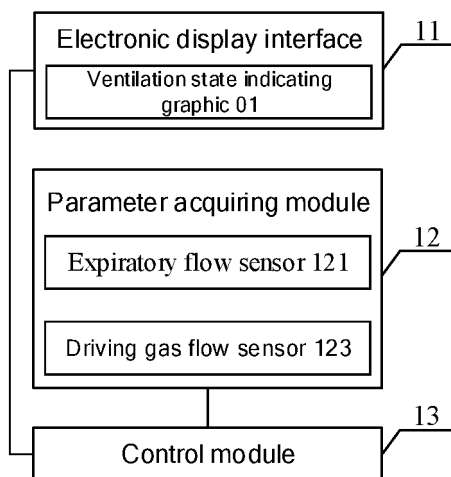 Electronic display interface
11
Ventilation state indicating
graphic 01
Parameter acquiring module
12
Expiratory flow sensor 121
Driving gas flow sensor 123
13
Control module